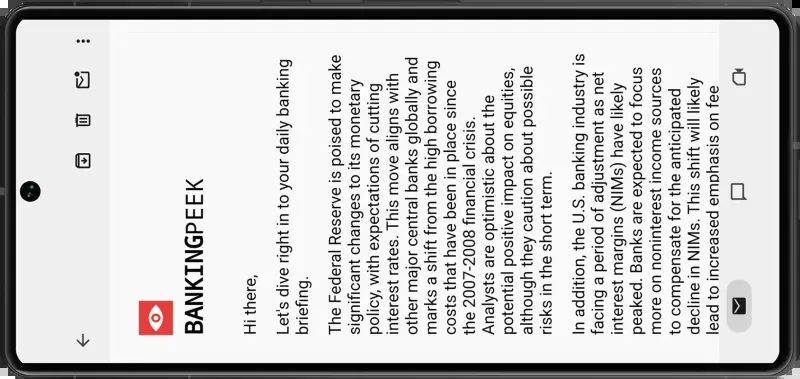 BANKINGPEEK
Hi there,
Let's dive right in to your daily banking
briefing.
The Federal Reserve is poised to make
significant changes to its monetary
policy, with expectations of cutting
interest rates. This move aligns with
other major central banks globally and
marks a shift from the high borrowing
costs that have been in place since
the 2007-2008 financial crisis.
Analysts are optimistic about the
potential positive impact on equities,
although they caution about possible
risks in the short term.
In addition, the U.S. banking industry is
facing a period of adjustment as net
interest margins (NIMs) have likely
peaked. Banks are expected to focus
more on noninterest income sources
to compensate for the anticipated
decline in NIMs. This shift will likely
lead to increased emphasis on fee